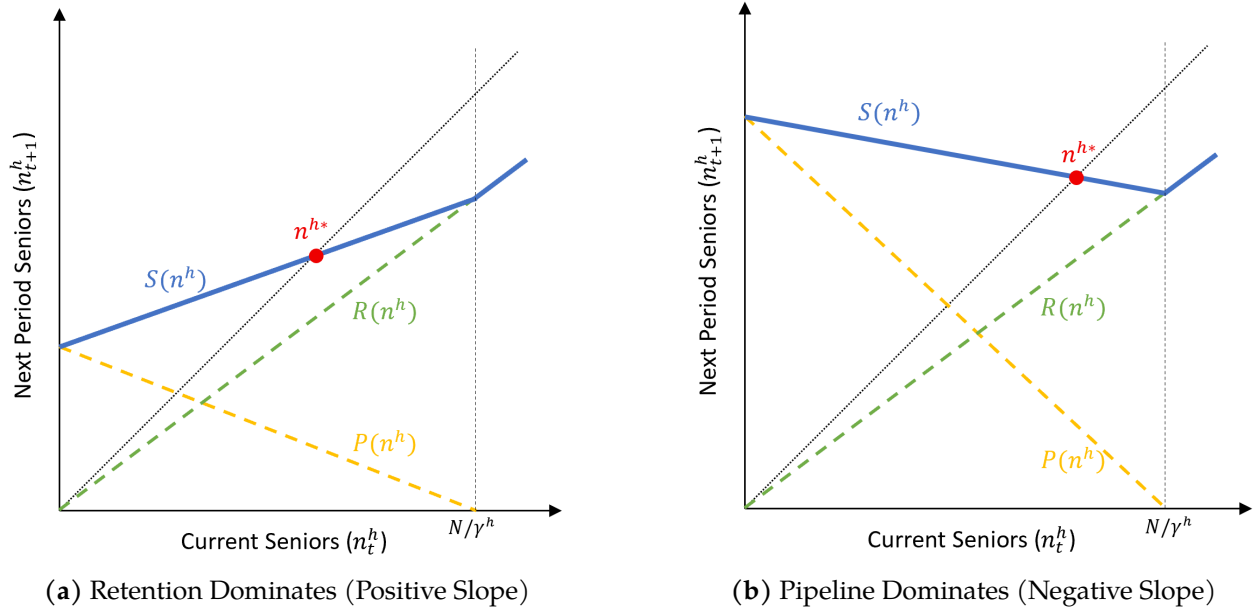 Next Period Seniors (n^h_{t+1})
S(n^h)
n^{h*}
R(n^h)
P(n^h)
N/γ^h
Current Seniors (n^h_t)
(a) Retention Dominates (Positive Slope)
Next Period Seniors (n^h_{t+1})
S(n^h)
n^{h*}
R(n^h)
P(n^h)
N/γ^h
Current Seniors (n^h_t)
(b) Pipeline Dominates (Negative Slope)